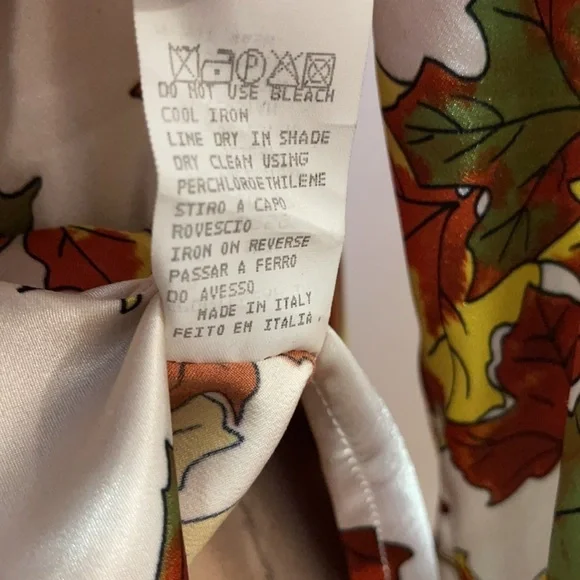 P
DO NOT USE BLEACH
COOL IRON
LINE DRY IN SHADE
DRY CLEAN USING
PERCHLOROETHILENE
STIRO A CAPO
ROVESCIO
IRON ON REVERSE
PASSAR A FERRO
DO AVESSO
MADE IN ITALY
FEITO EM ITALIA